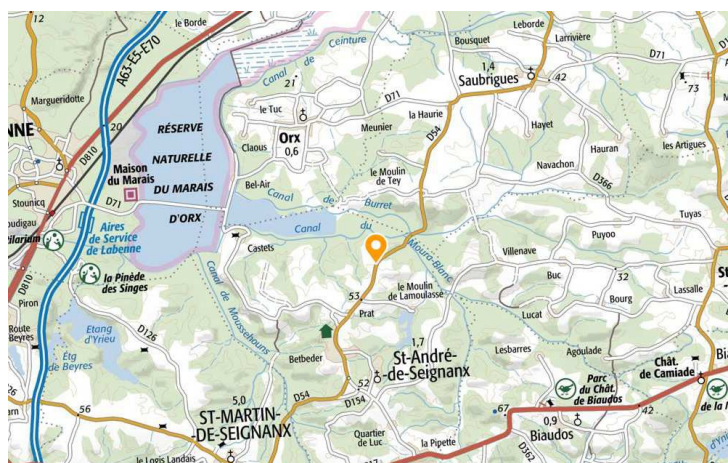 12
le Borde
A63-E5-E70
Canal de Ceinture
21
Bousquet
Leborde
Larrivière
D71
1,4
Saubrigues
42
73
Margueridotte
20
le Tuc
D71
la Haurie
D54
Meunier
Orx
0,6
Claous
RÉSERVE
NATURELLE
DU MARAIS
D'ORX
NNE
D810
Maison
du Marais
Stounicq
D71
Bel-Air
le Moulin
de Tey
Hayet
Hauran
les Artigues
Navachon
D366
Canal de Burret
Canal du Moura-Blanc
Aires
de Service
de Labenne
la Pinède
des Singes
Castets
Villenave
Puyoo
Tuyas
Buc
32
Lassalle
Bourg
Lucat
le Moulin
de Lamoulasse
53
Prat
Piron
D810
Route
Beyres
Etang
d'Yrieu
Étg
de Beyres
D126
Canal de Moussehouns
Betbeder
1,7
St-André-
-de-Seignanx
Lesbarres
Agoulade
Chât.
de Camiade
Parc
du Chât.
de Biaudos
52
D54
D154
5,0
ST-MARTIN-
-DE-SEIGNANX
56
67
0,9
Biaudos
42
Quartier
de Luc
la Pipette
D362
le Logis Landais